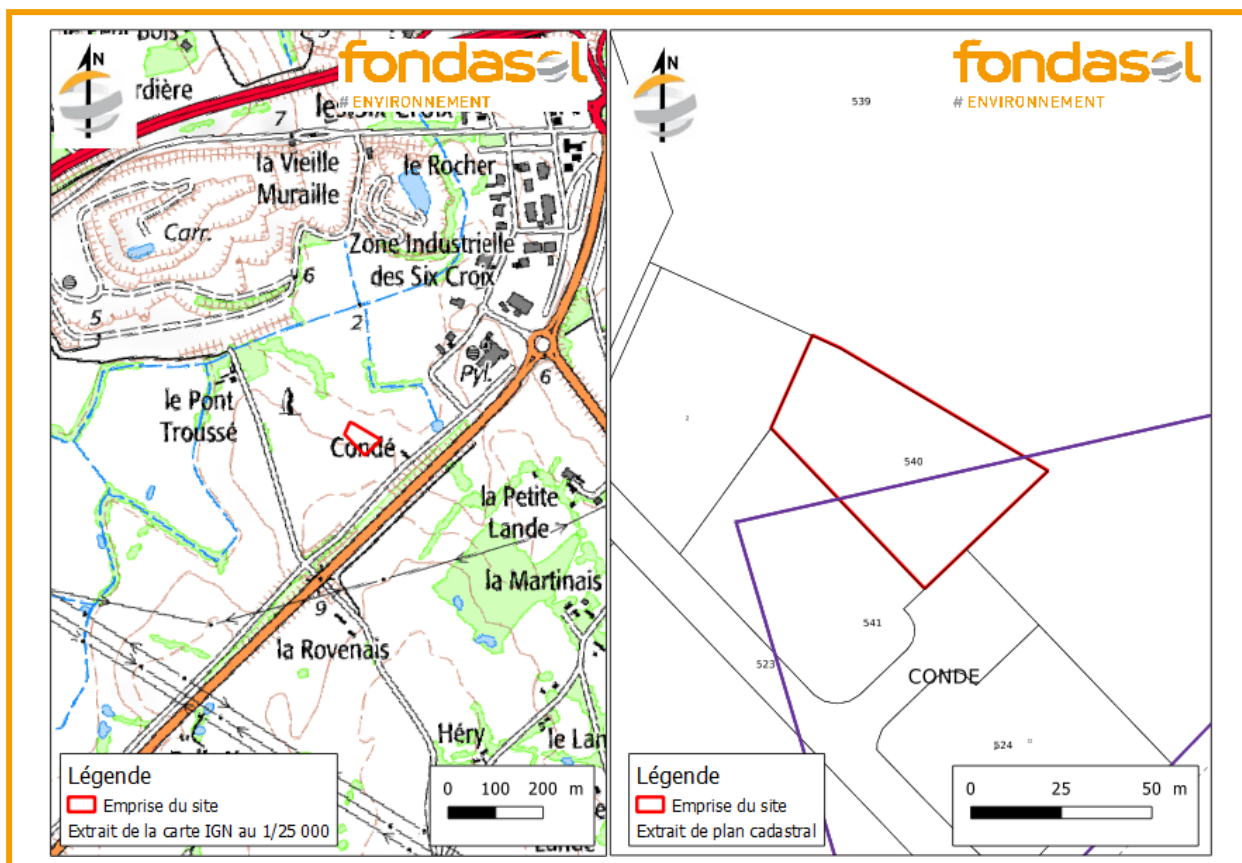 N
fondasol
# ENVIRONNEMENT
rdière
7
la Vieille
Muraille
le Rocher
Carr.
Zone Industrielle
des Six Croix
6
5
2
Pyl.
6
le Pont
Troussé
Condé
la Petite
Lande
la Martinais
9
la Rovenais
Héry
le Lan
Légende
Emprise du site
Extrait de la carte IGN au 1/25 000
0 100 200 m
N
fondasol
# ENVIRONNEMENT
539
2
540
541
523
CONDE
524
Légende
Emprise du site
Extrait de plan cadastral
0 25 50 m